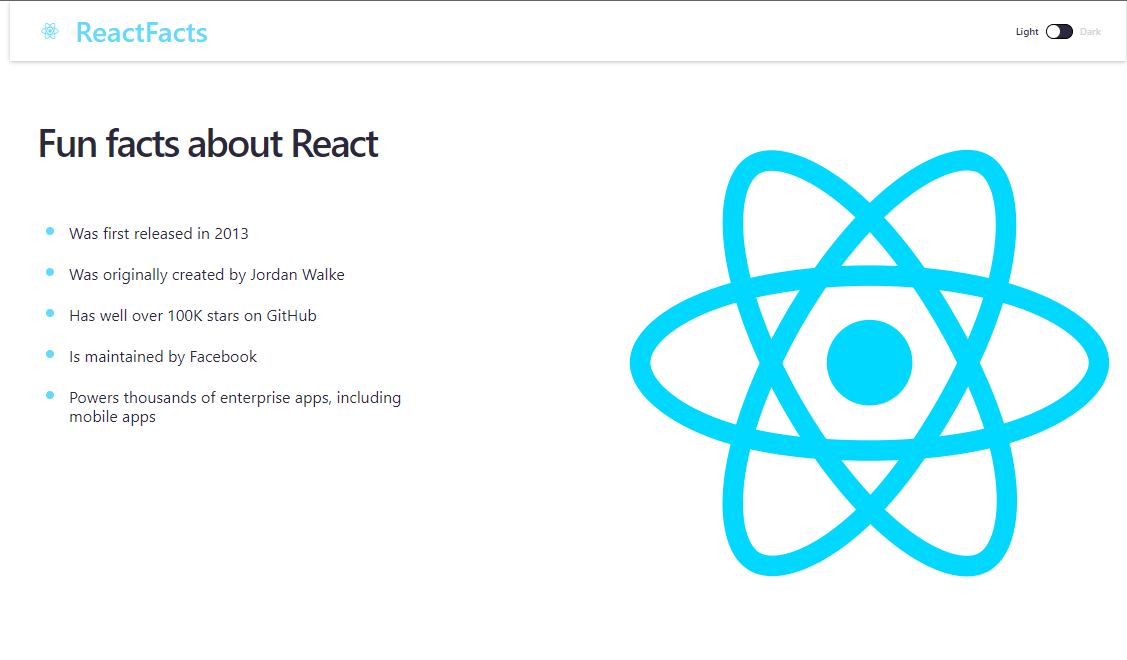 ReactFacts
Light Dark
Fun facts about React
Was first released in 2013
Was originally created by Jordan Walke
Has well over 100K stars on GitHub
Is maintained by Facebook
Powers thousands of enterprise apps, including
mobile apps